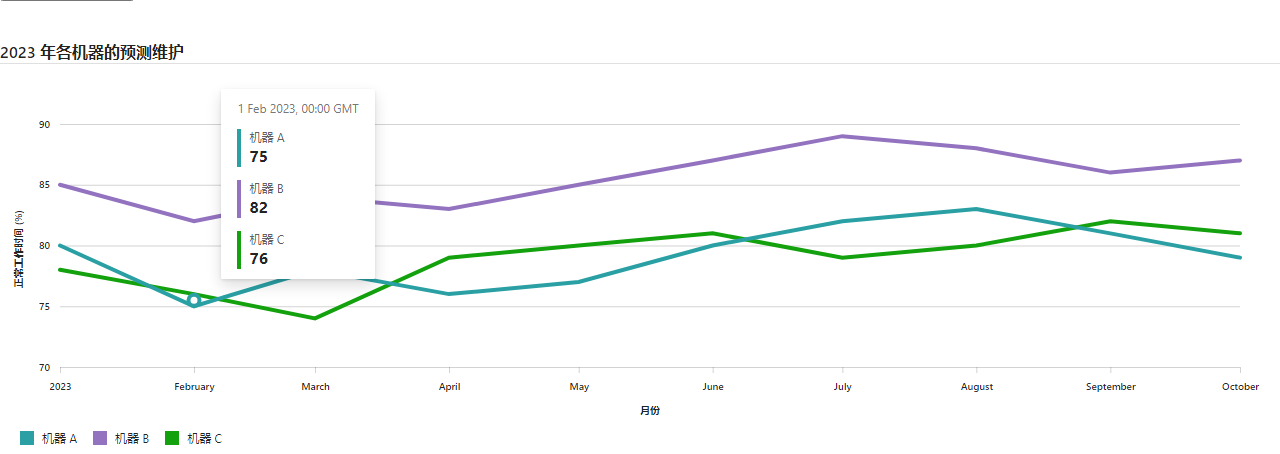 2023 年各机器的预测维护
1 Feb 2023, 00:00 GMT
机器 A
75
机器 B
82
机器 C
76
90
85
80
75
70
正常工作时间 (%)
2023 February March April May June July August September October
月份
机器 A 机器 B 机器 C